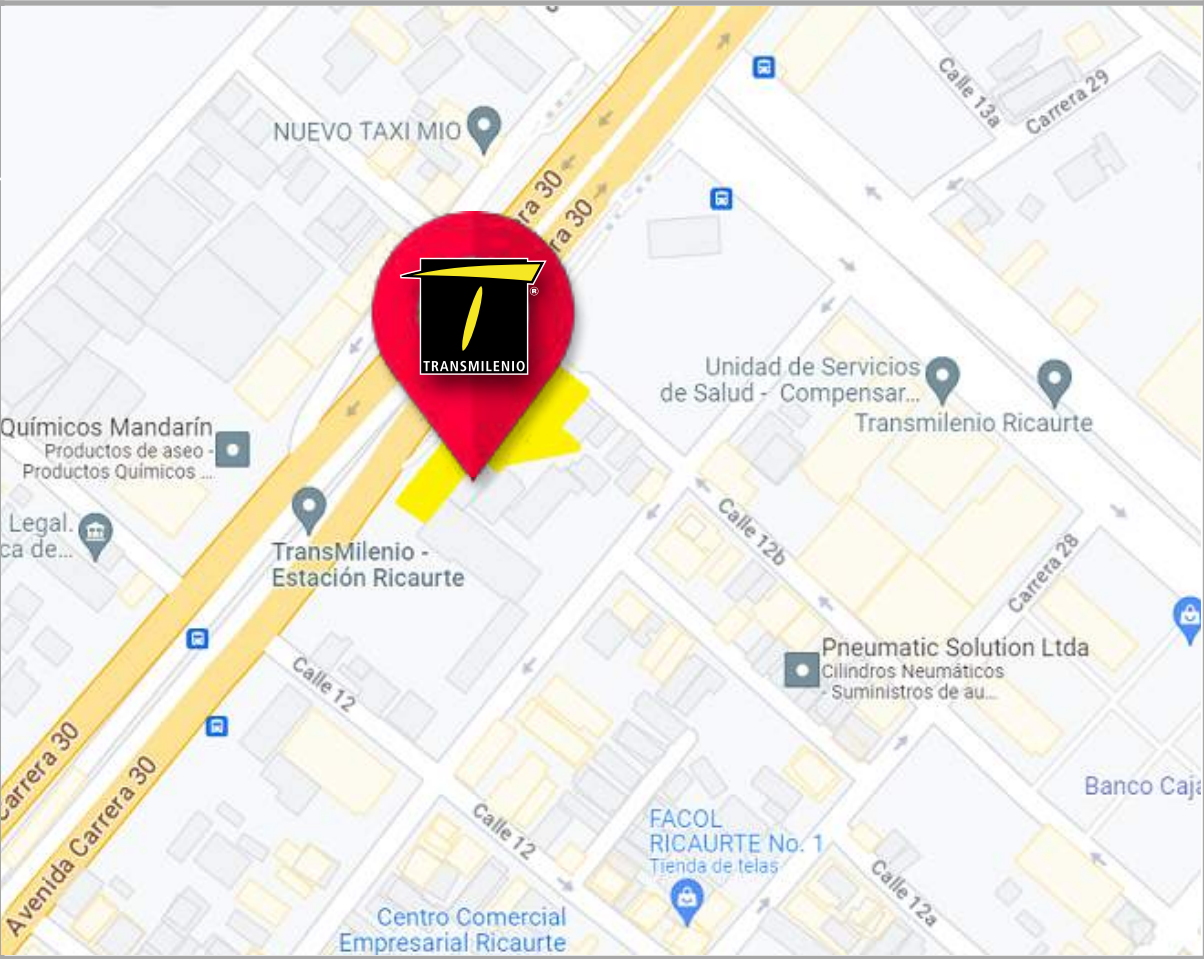 Calle 13a
Carrera 29
NUEVO TAXI MIO
ra 30
ra 30
®
TRANSMILENIO
Unidad de Servicios
de Salud - Compensar...
Transmilenio Ricaurte
Químicos Mandarín
Productos de aseo -
Productos Químicos ...
Legal.
ca de...
TransMilenio -
Estación Ricaurte
Calle 12b
Carrera 28
Pneumatic Solution Ltda
Cilindros Neumáticos
- Suministros de au...
Calle 12
Carrera 30
Avenida Carrera 30
Banco Caja
Calle 12
FACOL
RICAURTE No. 1
Tienda de telas
Calle 12a
Centro Comercial
Empresarial Ricaurte